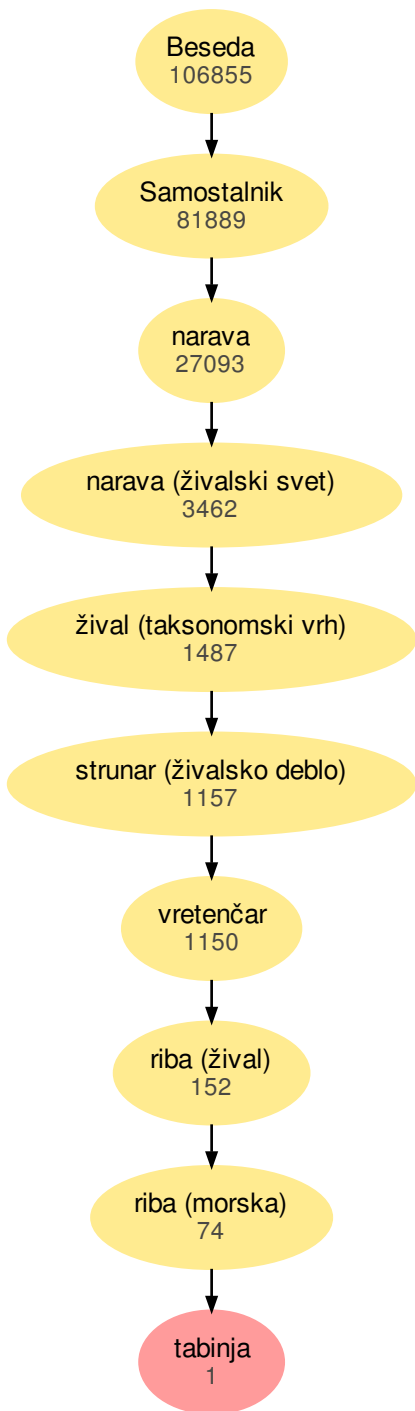 Beseda
106855
Samostalnik
81889
narava
27093
narava (živalski svet)
3462
žival (taksonomski vrh)
1487
strunar (živalsko deblo)
1157
vretenčar
1150
riba (žival)
152
riba (morska)
74
tabinja
1